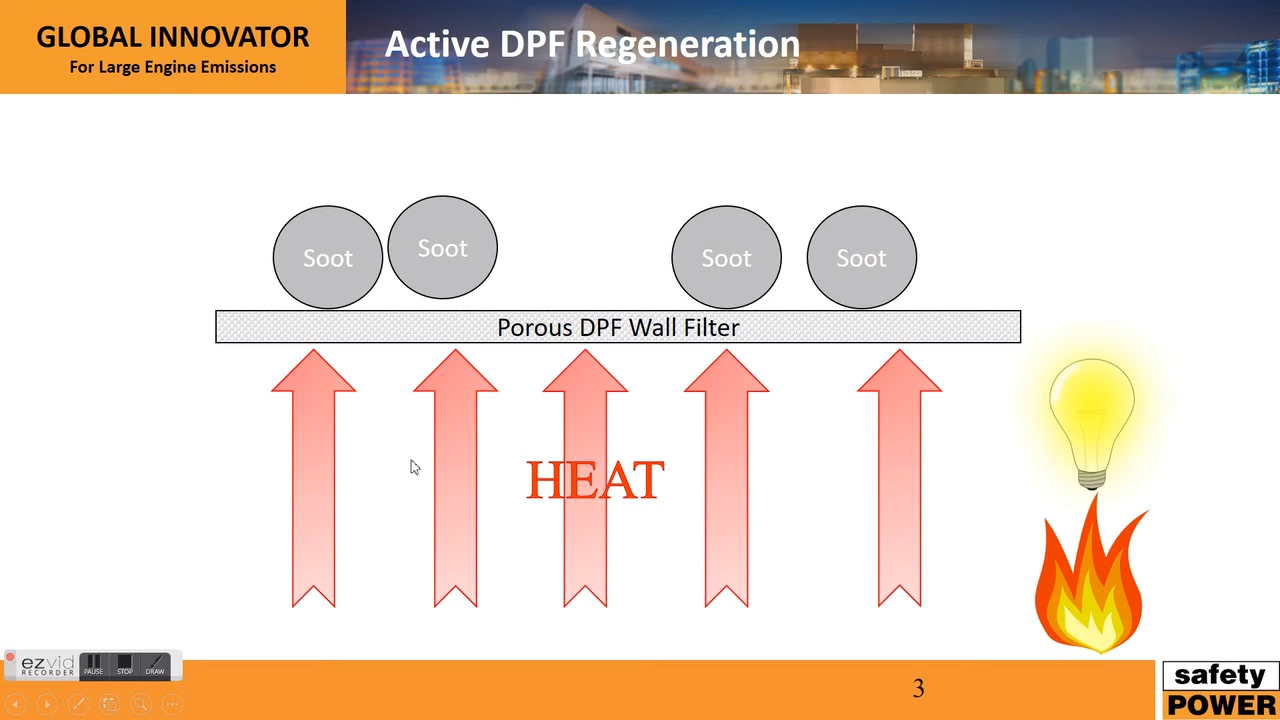 GLOBAL INNOVATOR
For Large Engine Emissions
Active DPF Regeneration
Soot
Soot
Soot
Soot
Porous DPF Wall Filter
HEAT
ezvid
RECORDER
PAUSE
STOP
DRAW
3
safety
POWER